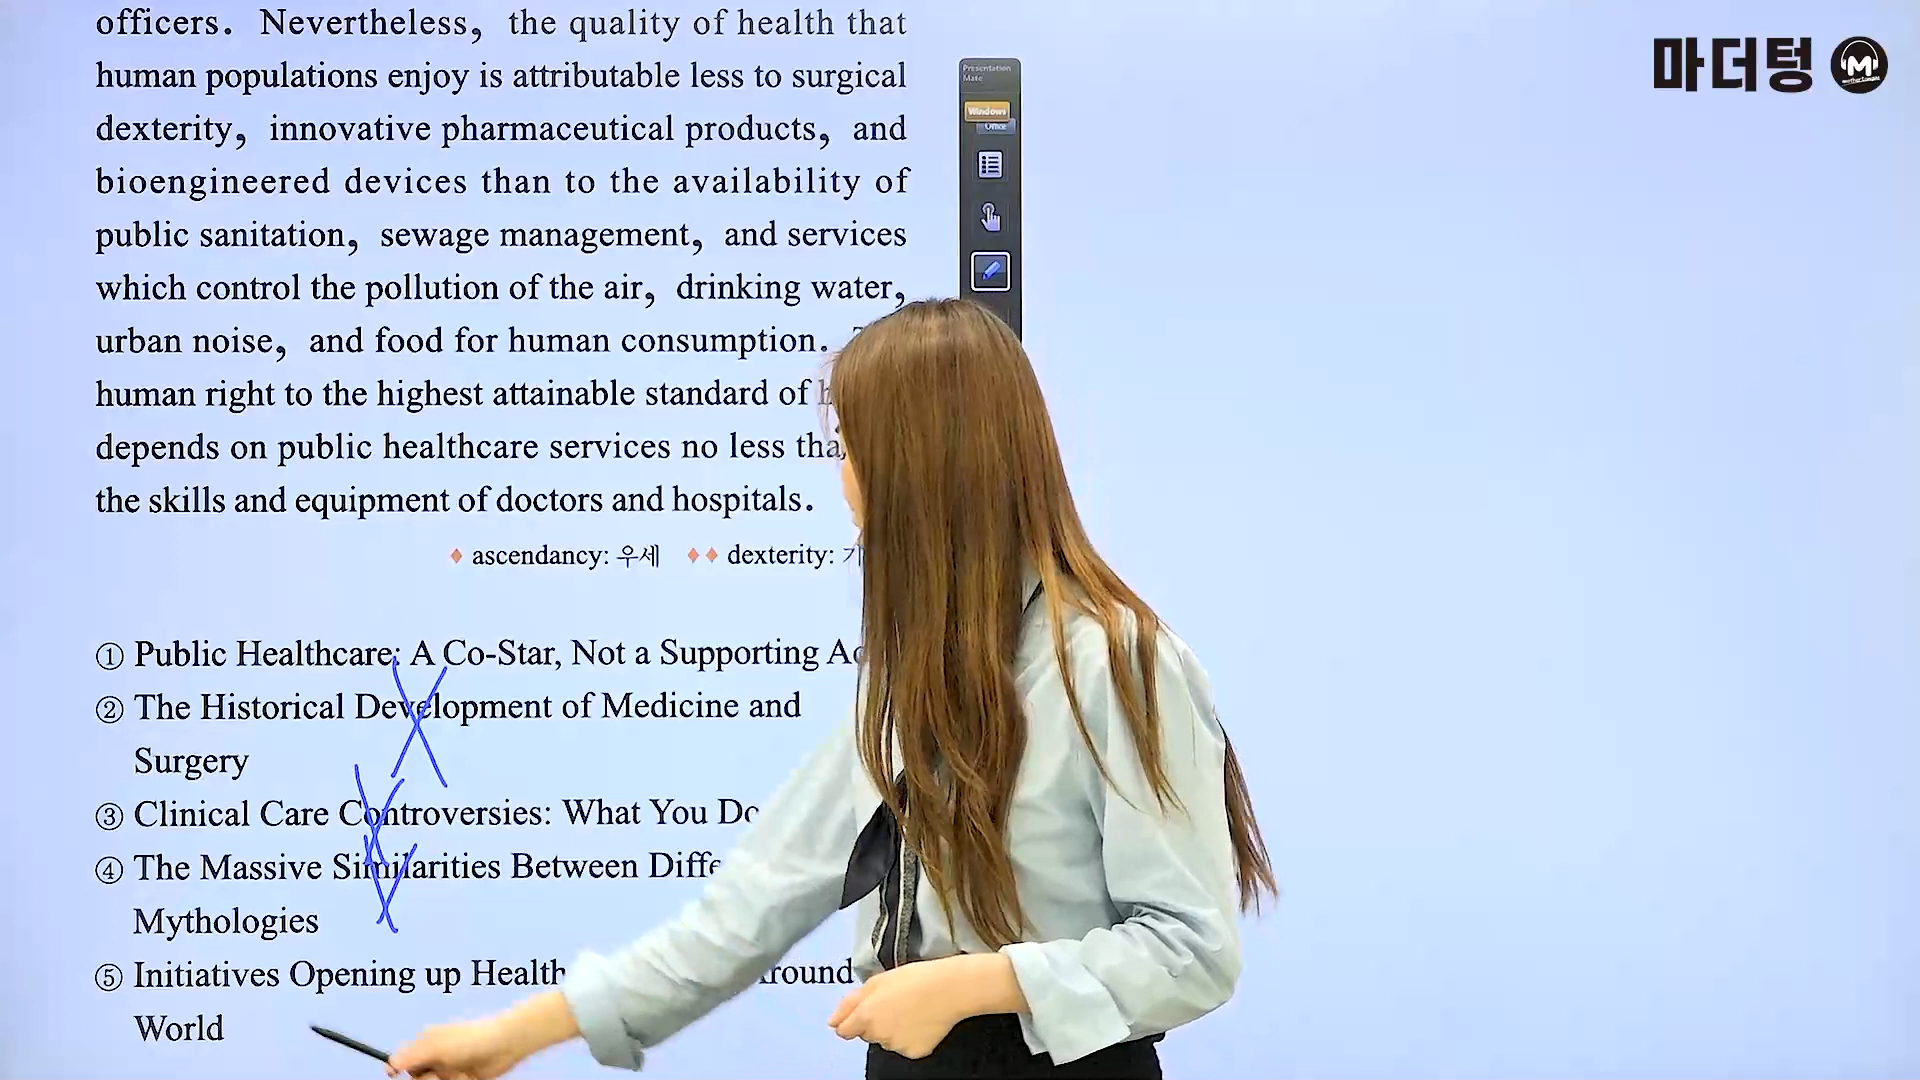 officers. Nevertheless, the quality of health that
human populations enjoy is attributable less to surgical
dexterity, innovative pharmaceutical products, and
bioengineered devices than to the availability of
public sanitation, sewage management, and services
which control the pollution of the air, drinking water,
urban noise, and food for human consumption.
human right to the highest attainable standard of
depends on public healthcare services no less
the skills and equipment of doctors and hospitals.
♦ ascendancy: 우세 ♦♦ dexterity:
① Public Healthcare: A Co-Star, Not a Supporting
② The Historical Development of Medicine and
Surgery
③ Clinical Care Controversies: What You
④ The Massive Similarities Between
Mythologies
⑤ Initiatives Opening up
World
Presentation
Mate
Windows
Office
마더텅
M